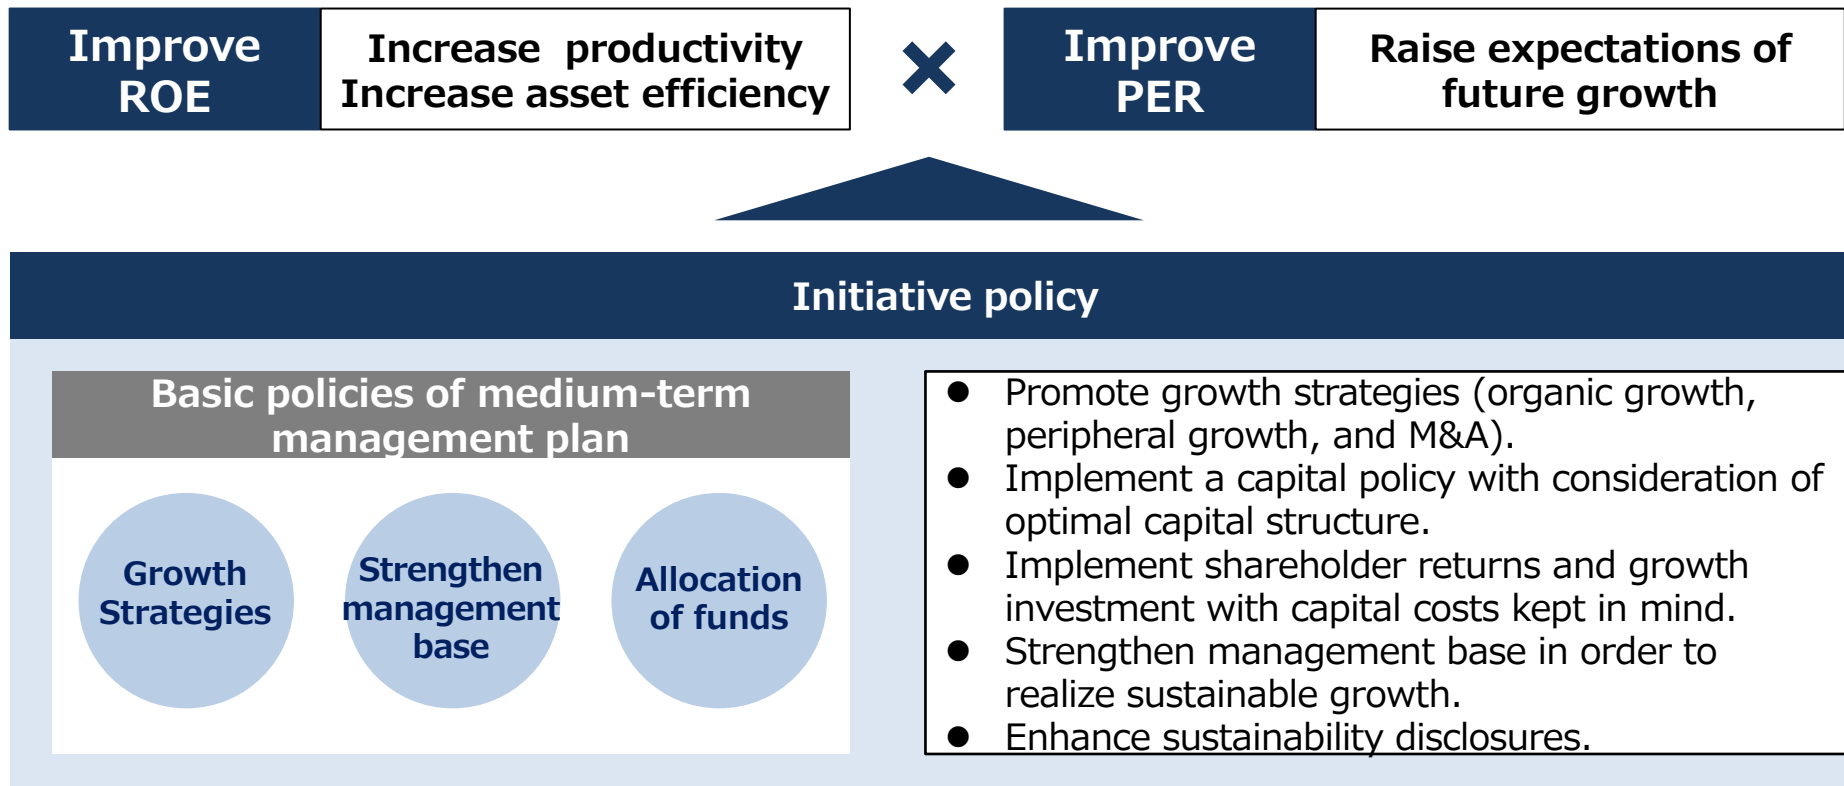 Improve
ROE
Increase productivity
Increase asset efficiency
×
Improve
PER
Raise expectations of
future growth
Initiative policy
Basic policies of medium-term
management plan
Growth
Strategies
Strengthen
management
base
Allocation
of funds
● Promote growth strategies (organic growth,
peripheral growth, and M&A).
● Implement a capital policy with consideration of
optimal capital structure.
● Implement shareholder returns and growth
investment with capital costs kept in mind.
● Strengthen management base in order to
realize sustainable growth.
● Enhance sustainability disclosures.